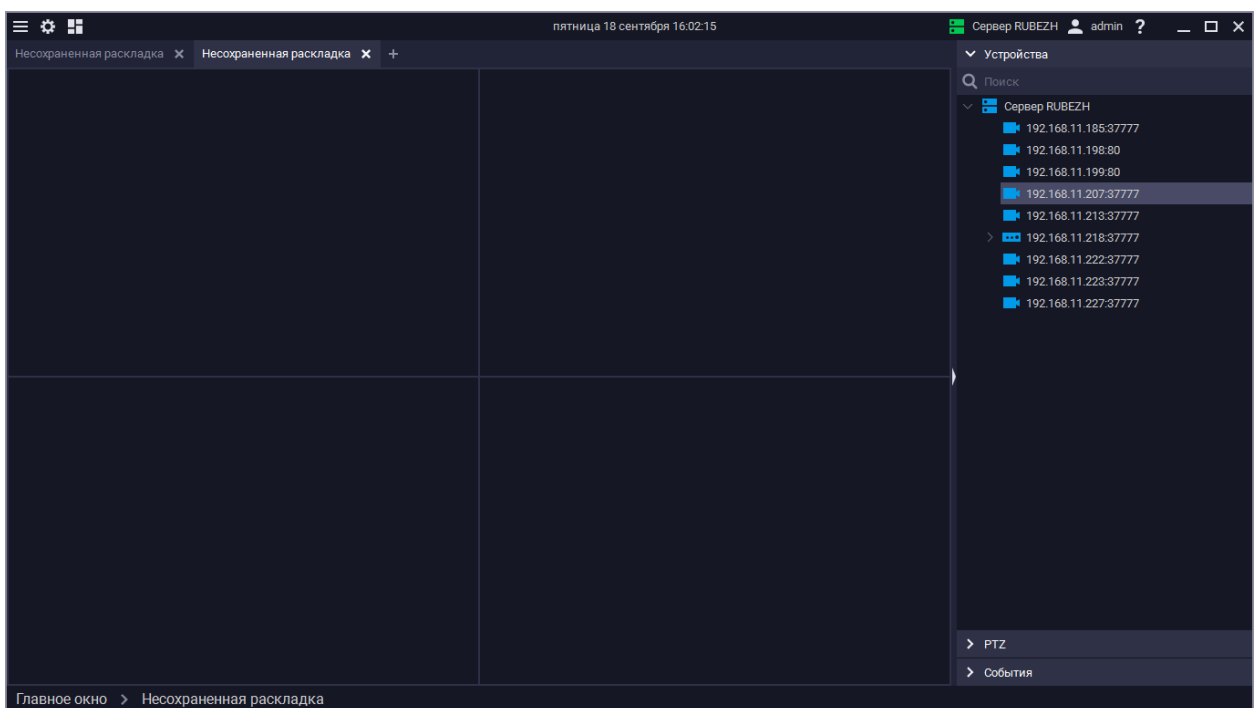 пятница 18 сентября 16:02:15
Сервер RUBEZH admin ?
Несохраненная раскладка × Несохраненная раскладка × +
Устройства
Поиск
Сервер RUBEZH
192.168.11.185:37777
192.168.11.198:80
192.168.11.199:80
192.168.11.207:37777
192.168.11.213:37777
192.168.11.218:37777
192.168.11.222:37777
192.168.11.223:37777
192.168.11.227:37777
PTZ
События
Главное окно > Несохраненная раскладка